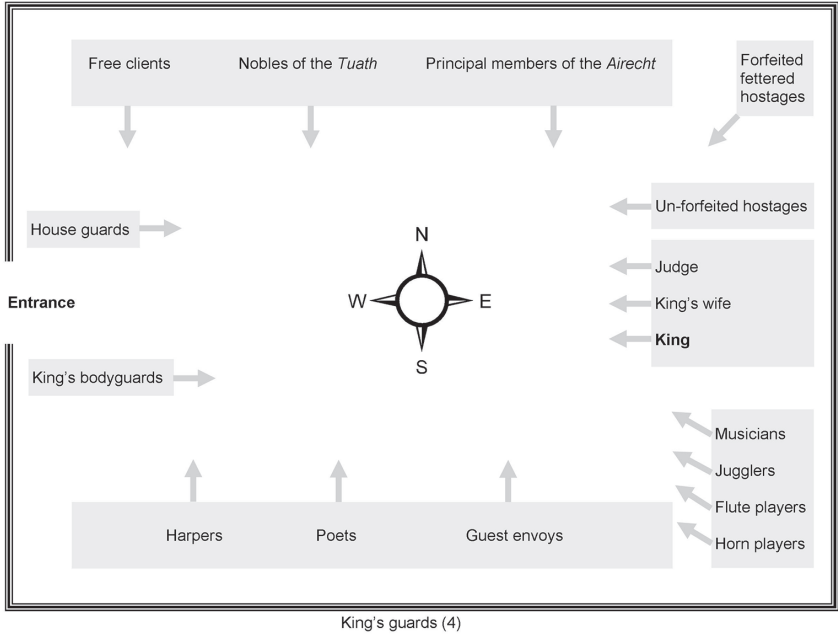 Free clients Nobles of the Tuath Principal members of the Airecht
Forfeited
fettered
hostages
Un-forfeited hostages
House guards
N
Judge
Entrance
W E
King's wife
King
S
King's bodyguards
Musicians
Jugglers
Flute players
Horn players
Harpers Poets Guest envoys
King's guards (4)